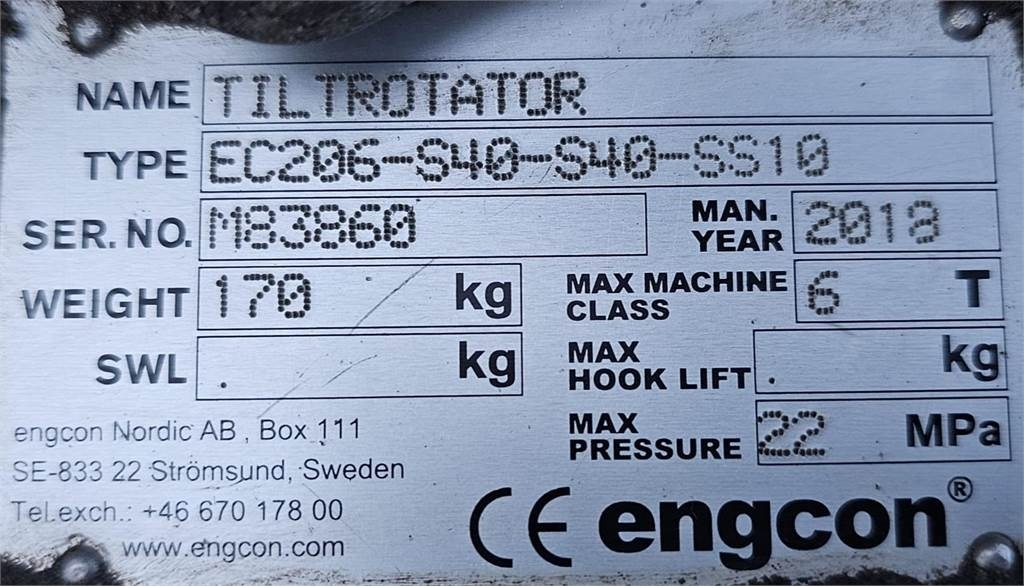 NAME TILTROTATOR
TYPE EC206-S40-S40-SS10
SER. NO. M83860 MAN. YEAR 2018
WEIGHT 170 kg MAX MACHINE CLASS 6 T
SWL . kg MAX HOOK LIFT . kg
MAX PRESSURE 22 MPa
engcon Nordic AB , Box 111
SE-833 22 Strömsund, Sweden
Tel.exch.: +46 670 178 00
www.engcon.com
CE engcon®